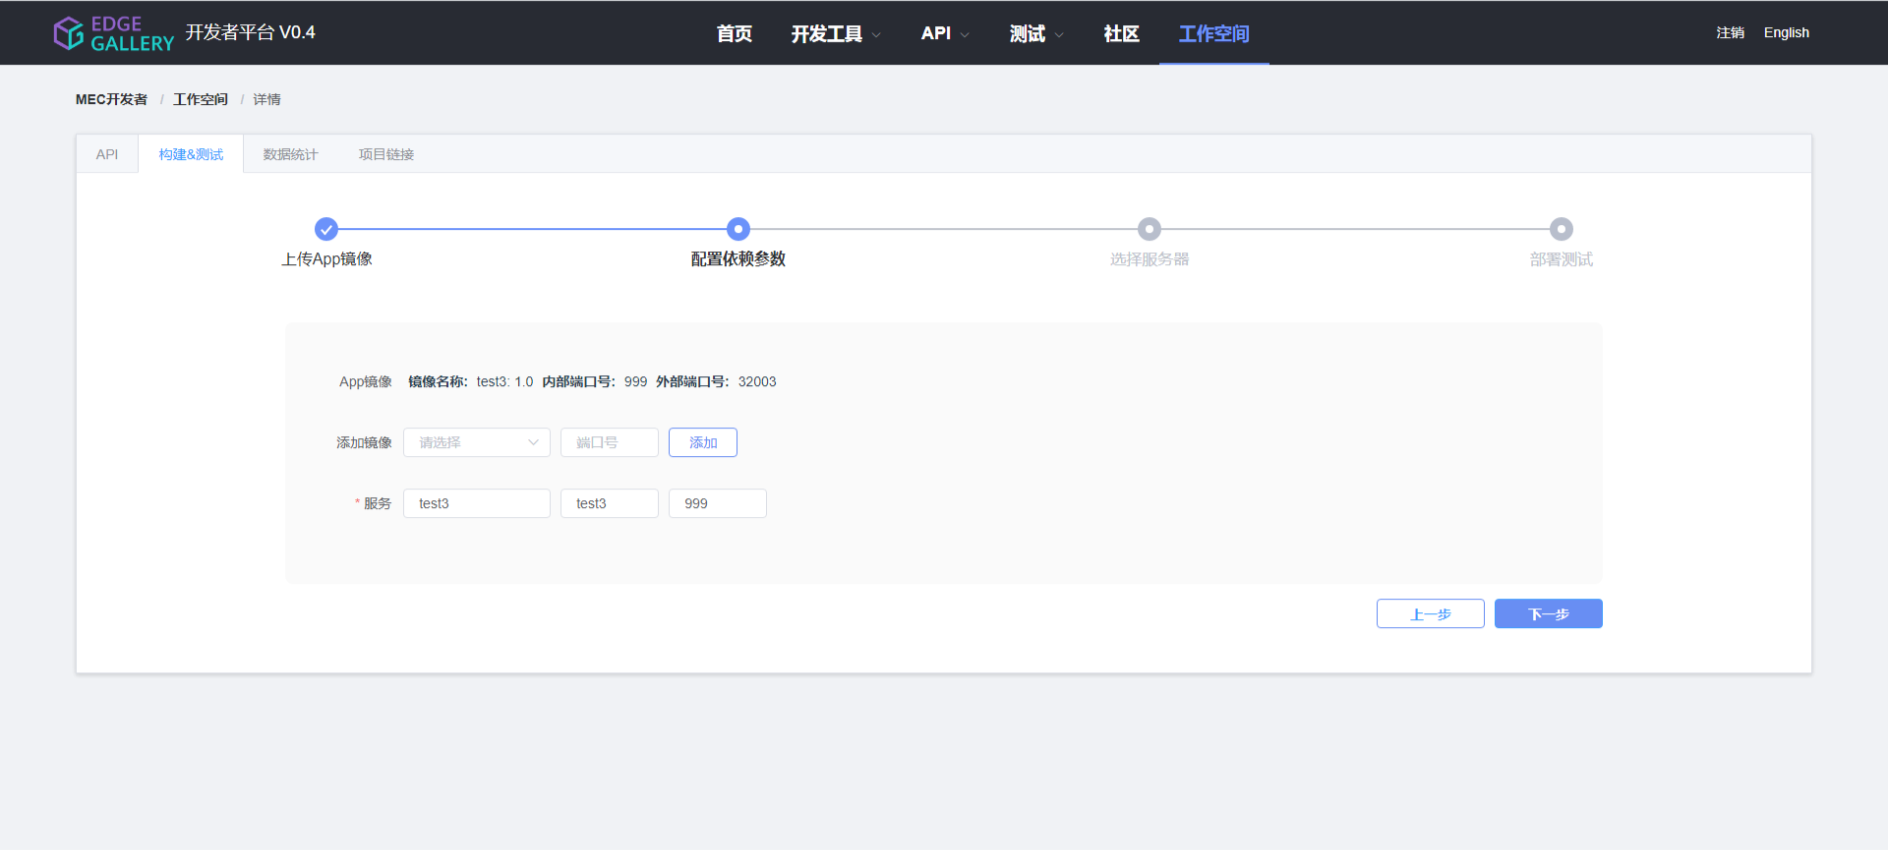 EDGE
GALLERY 开发者平台 V0.4 首页 开发工具 API 测试 社区 工作空间 注销 English
MEC开发者 / 工作空间 / 详情
API 构建&测试 数据统计 项目链接
上传App镜像 配置依赖参数 选择服务器 部署测试
App镜像 镜像名称: test3: 1.0 内部端口号: 999 外部端口号: 32003
添加镜像 请选择 端口号 添加
* 服务 test3 test3 999
上一步 下一步